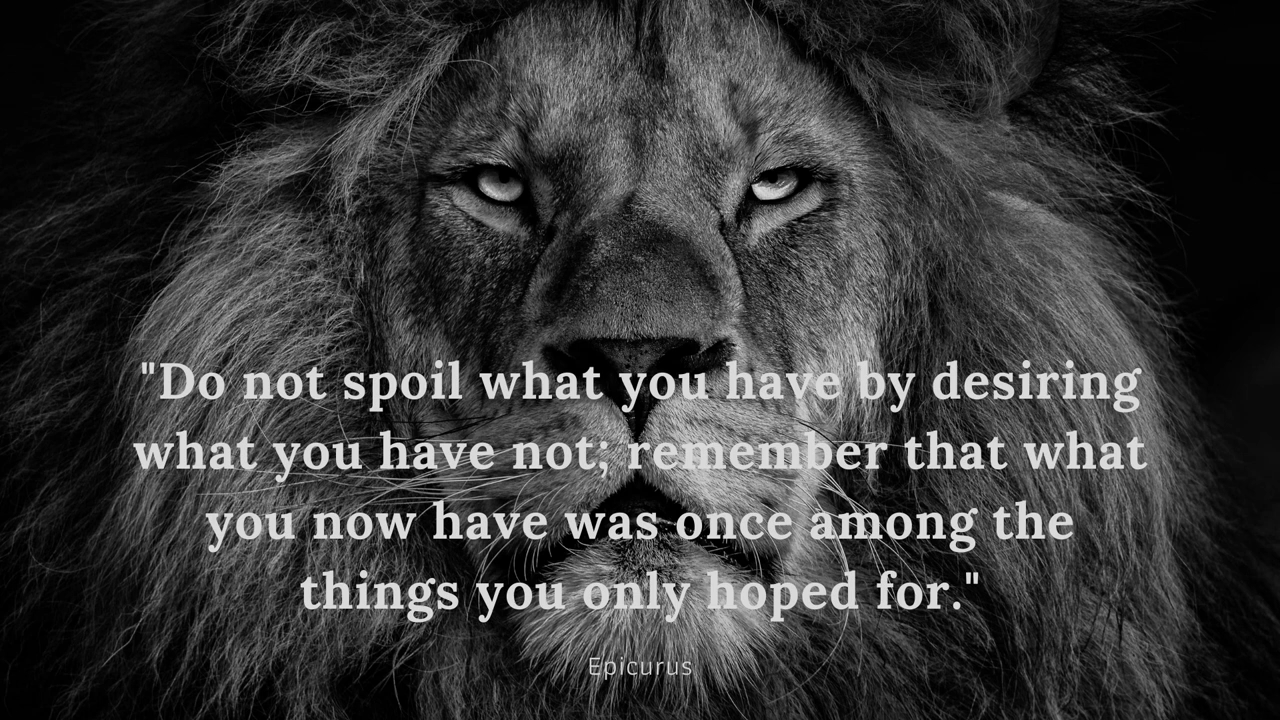 "Do not spoil what you have by desiring
what you have not; remember that what
you now have was once among the
things you only hoped for."
Epicurus